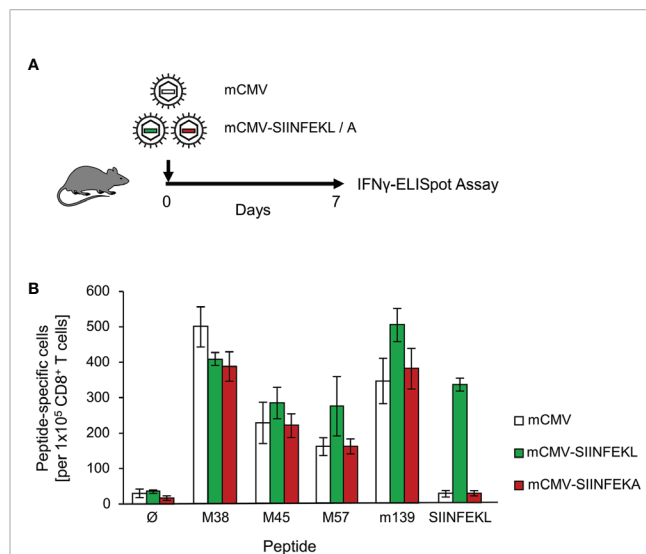 A
mCMV
mCMV-SIINFEKL / A
IFNγ-ELISpot Assay
0
Days
7
B
Peptide-specific cells
[per 1x10⁵ CD8⁺ T cells]
600
500
400
300
200
100
0
Ø
M38
M45
M57
m139
SIINFEKL
Peptide
mCMV
mCMV-SIINFEKL
mCMV-SIINFEKA